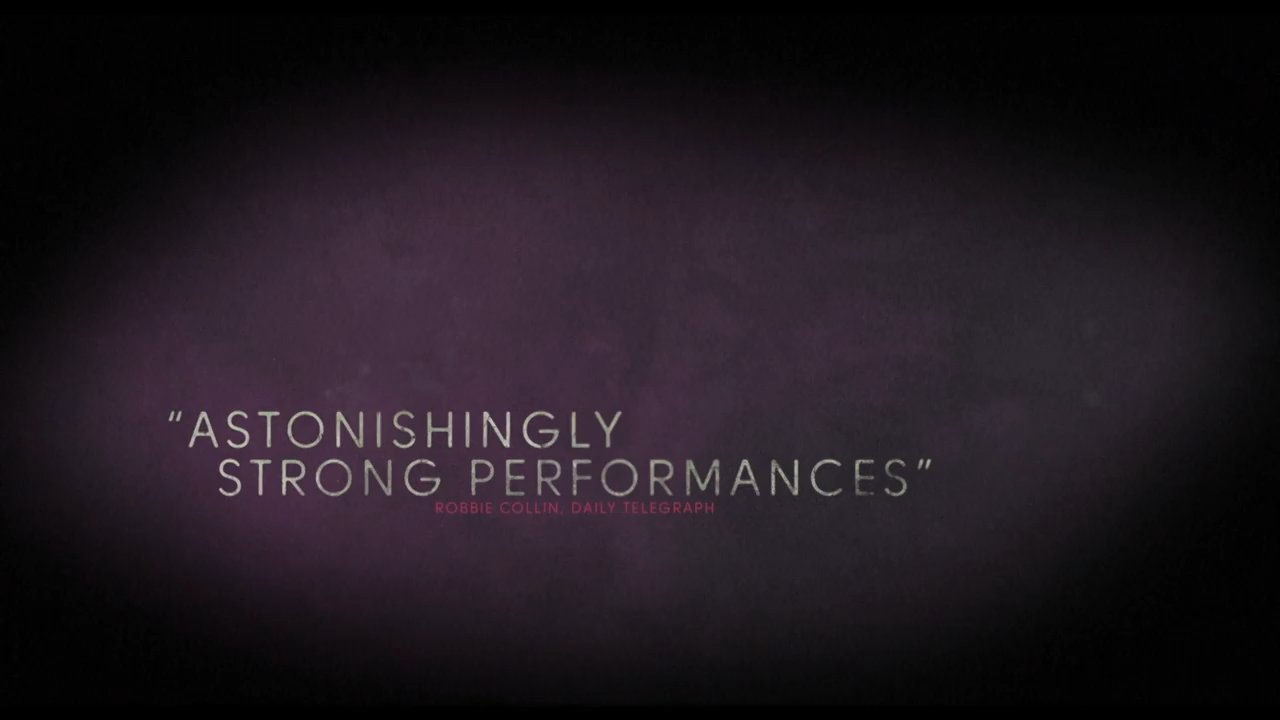 “ASTONISHINGLY
STRONG PERFORMANCES”
ROBBIE COLLIN, DAILY TELEGRAPH